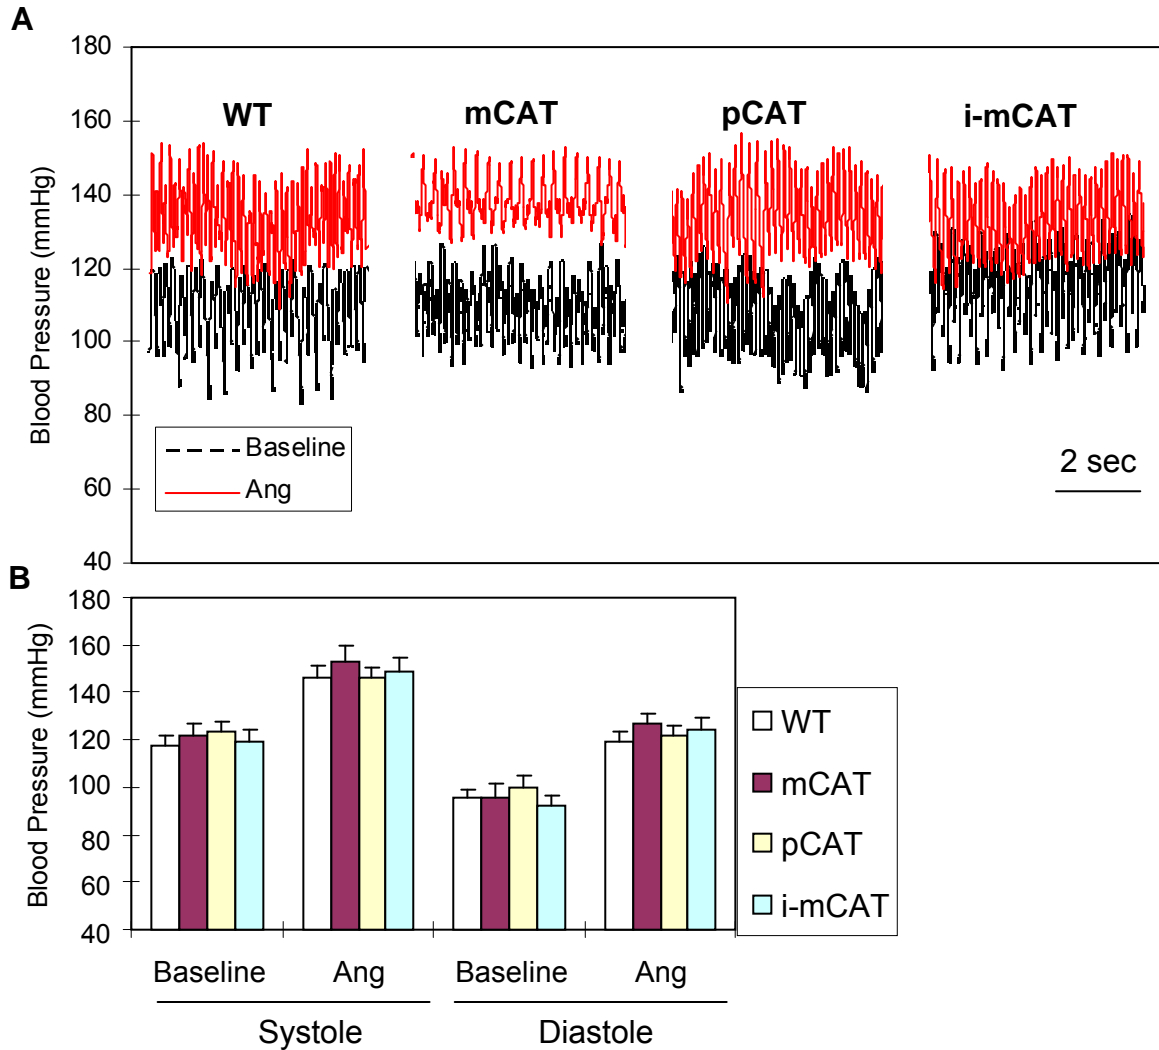 A
180
160
140
120
100
80
60
40
Blood Pressure (mmHg)
WT mCAT pCAT i-mCAT
Baseline
Ang
2 sec
B
180
160
140
120
100
80
60
40
Blood Pressure (mmHg)
WT
mCAT
pCAT
i-mCAT
Baseline Ang Baseline Ang
Systole Diastole